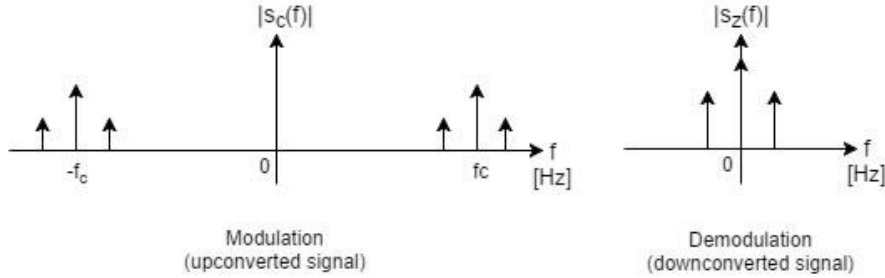 |s_c(f)|
|s_z(f)|
-f_c
0
fc
f
[Hz]
0
f
[Hz]
Modulation
(upconverted signal)
Demodulation
(downconverted signal)